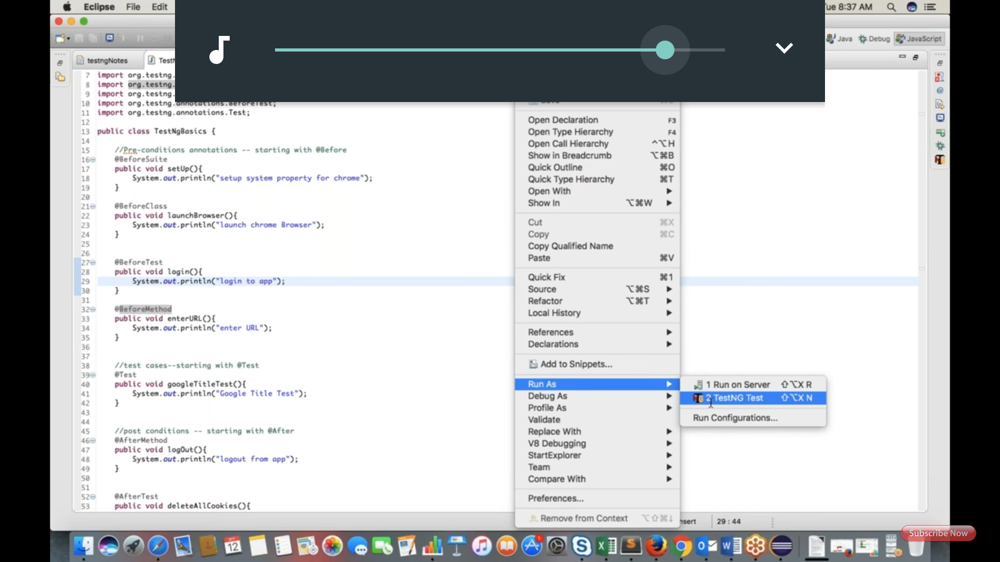 Eclipse File Edit
ue 8:37 AM
Java Debug JavaScript
testngNotes
7 import org.testng.
8 import org.testng.
9 import org.testng.
10 import org.testng.annotations.BeforeTest;
11 import org.testng.annotations.Test;
12
13 public class TestNgBasics {
14
15 //Pre-conditions annotations -- starting with @Before
16 @BeforeSuite
17 public void setUp(){
18 System.out.println("setup system property for chrome");
19 }
20
21 @BeforeClass
22 public void launchBrowser(){
23 System.out.println("launch chrome Browser");
24 }
25
26
27 @BeforeTest
28 public void login(){
29 System.out.println("login to app");
30 }
31
32 @BeforeMethod
33 public void enterURL(){
34 System.out.println("enter URL");
35 }
36
37
38 //test cases--starting with @Test
39 @Test
40 public void googleTitleTest(){
41 System.out.println("Google Title Test");
42 }
43
44
45 //post conditions -- starting with @After
46 @AfterMethod
47 public void logOut(){
48 System.out.println("logout from app");
49 }
50
51
52 @AfterTest
53 public void deleteAllCookies(){
Open Declaration F3
Open Type Hierarchy F4
Open Call Hierarchy ^⌥H
Show in Breadcrumb ⌥⌘B
Quick Outline ⌘O
Quick Type Hierarchy ⌘T
Open With
Show In ⌥⌘W
Cut ⌘X
Copy ⌘C
Copy Qualified Name
Paste ⌘V
Quick Fix ⌘1
Source ⌥⌘S
Refactor ⌥⌘T
Local History
References
Declarations
Add to Snippets...
Run As
Debug As
Profile As
Validate
Replace With
V8 Debugging
StartExplorer
Team
Compare With
Preferences...
Remove from Context ⌥⇧⌘↓
1 Run on Server ⇧⌥X R
2 TestNG Test ⇧⌥X N
Run Configurations...
nsert 29 : 44
Subscribe Now
12